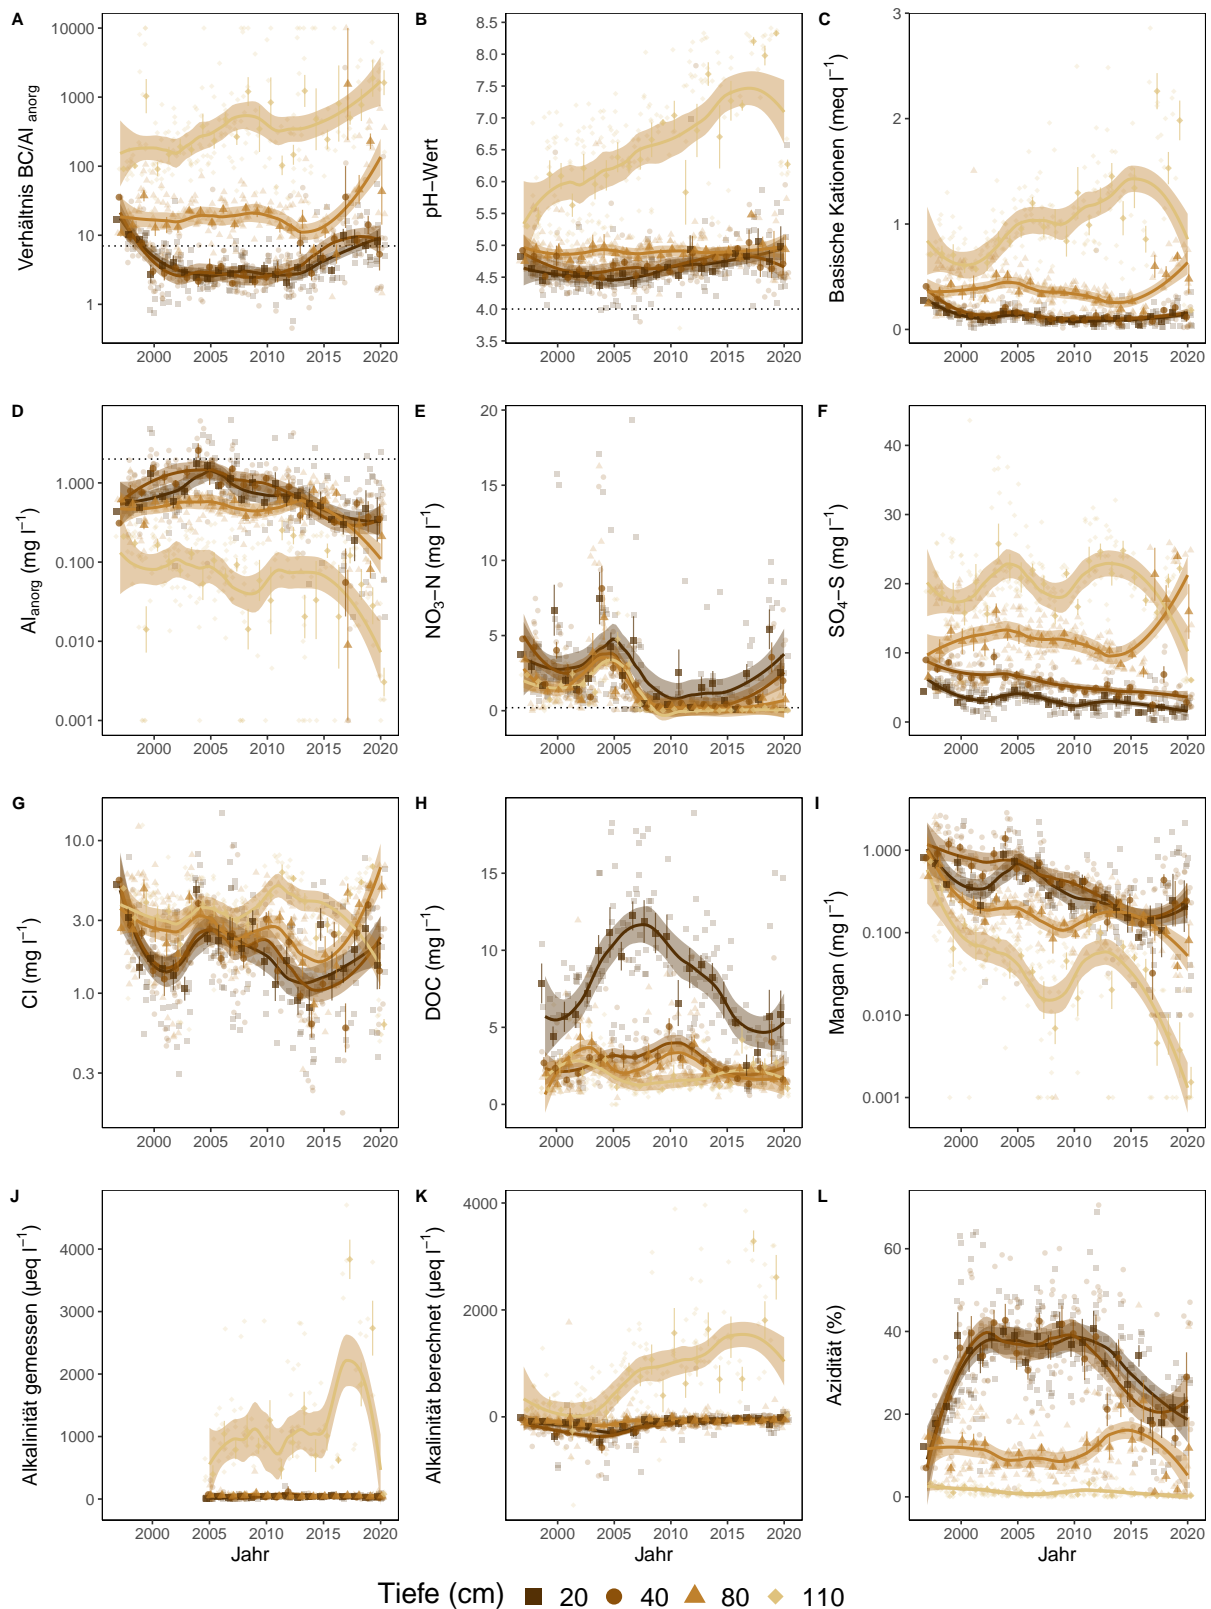 A
Verhältnis BC/Al anorg
10000
1000
100
10
1
2000 2005 2010 2015 2020
B
pH−Wert
8.5
8.0
7.5
7.0
6.5
6.0
5.5
5.0
4.5
4.0
3.5
2000 2005 2010 2015 2020
C
Basische Kationen (meq l−1)
3
2
1
0
2000 2005 2010 2015 2020
D
Alanorg (mg l−1)
1.000
0.100
0.010
0.001
2000 2005 2010 2015 2020
E
NO3−N (mg l−1)
20
15
10
5
0
2000 2005 2010 2015 2020
F
SO4−S (mg l−1)
40
30
20
10
0
2000 2005 2010 2015 2020
G
Cl (mg l−1)
10.0
3.0
1.0
0.3
2000 2005 2010 2015 2020
H
DOC (mg l−1)
15
10
5
0
2000 2005 2010 2015 2020
I
Mangan (mg l−1)
1.000
0.100
0.010
0.001
2000 2005 2010 2015 2020
J
Alkalinität gemessen (µeq l−1)
4000
3000
2000
1000
0
2000 2005 2010 2015 2020
Jahr
K
Alkalinität berechnet (µeq l−1)
4000
2000
0
2000 2005 2010 2015 2020
L
Azidität (%)
60
40
20
0
2000 2005 2010 2015 2020
Jahr
Tiefe (cm) 20 40 80 110